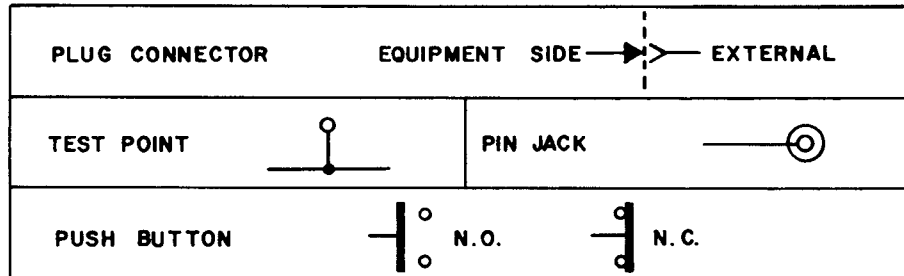 PLUG CONNECTOR EQUIPMENT SIDE EXTERNAL
TEST POINT PIN JACK
PUSH BUTTON N.O. N.C.